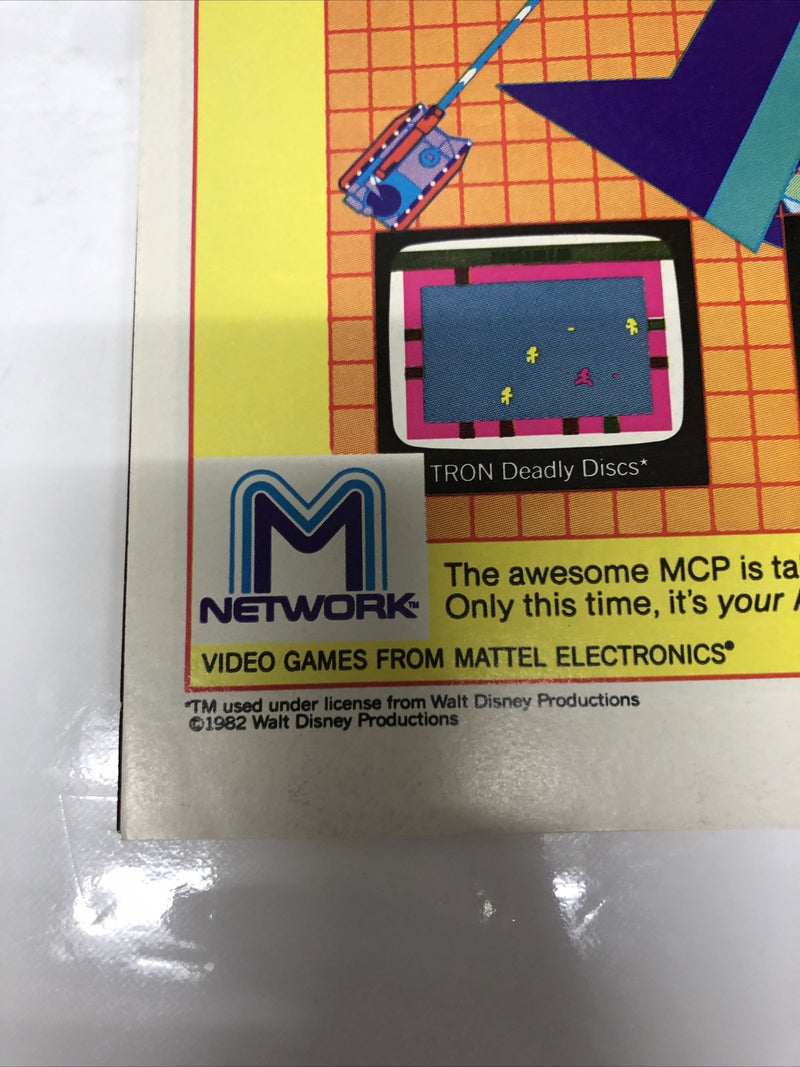 TRON Deadly Discs*
M
NETWORK™
The awesome MCP is ta
Only this time, it's your
VIDEO GAMES FROM MATTEL ELECTRONICS®
*TM used under license from Walt Disney Productions
©1982 Walt Disney Productions